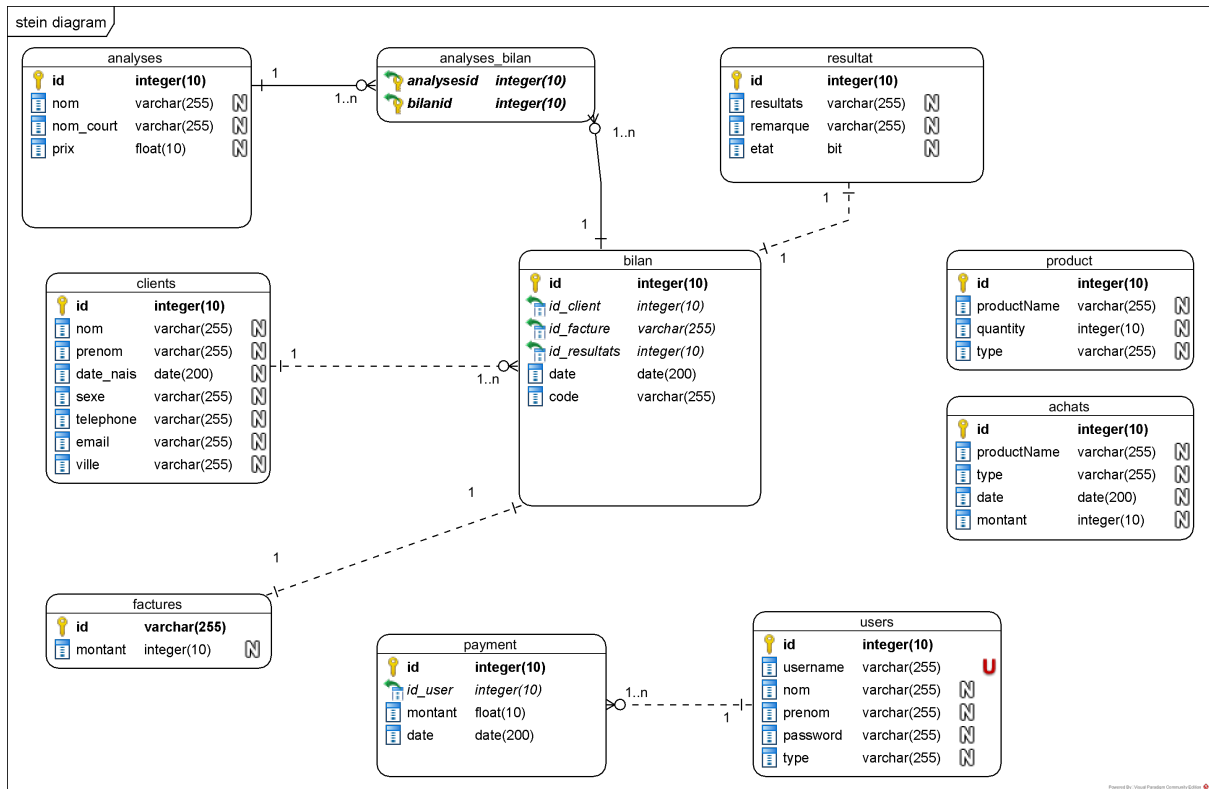 stein diagram
analyses
id integer(10)
nom varchar(255) N
nom_court varchar(255) N
prix float(10) N
1
1..n
analyses_bilan
analysesid integer(10)
bilanid integer(10)
1..n
1
resultat
id integer(10)
resultats varchar(255) N
remarque varchar(255) N
etat bit N
1
1
bilan
id integer(10)
id_client integer(10)
id_facture varchar(255)
id_resultats integer(10)
date date(200)
code varchar(255)
product
id integer(10)
productName varchar(255) N
quantity integer(10) N
type varchar(255) N
clients
id integer(10)
nom varchar(255) N
prenom varchar(255) N
date_nais date(200) N
sexe varchar(255) N
telephone varchar(255) N
email varchar(255) N
ville varchar(255) N
1
1..n
achats
id integer(10)
productName varchar(255) N
type varchar(255) N
date date(200) N
montant integer(10) N
1
1
factures
id varchar(255)
montant integer(10) N
payment
id integer(10)
id_user integer(10)
montant float(10)
date date(200)
1..n
1
users
id integer(10)
username varchar(255) U
nom varchar(255) N
prenom varchar(255) N
password varchar(255) N
type varchar(255) N
Powered By Visual Paradigm Community Edition